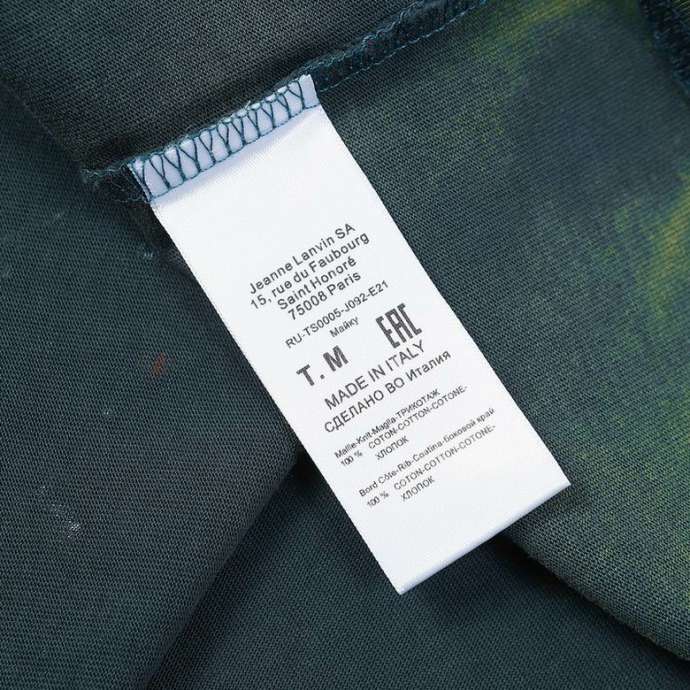 Jeanne Lanvin SA
15, rue du Faubourg
Saint Honoré
75008 Paris
RU-TS0005-J092-E21
Майку
T. M EAC
MADE IN ITALY
СДЕЛАНО ВО Италия
Maille-Knit-Maglia-ТРИКОТАЖ
100 % COTON-COTTON-COTONE-
ХЛОПОК
Bord Côte-Rib-Coutina-боковой край
100 % COTON-COTTON-COTONE-
ХЛОПОК